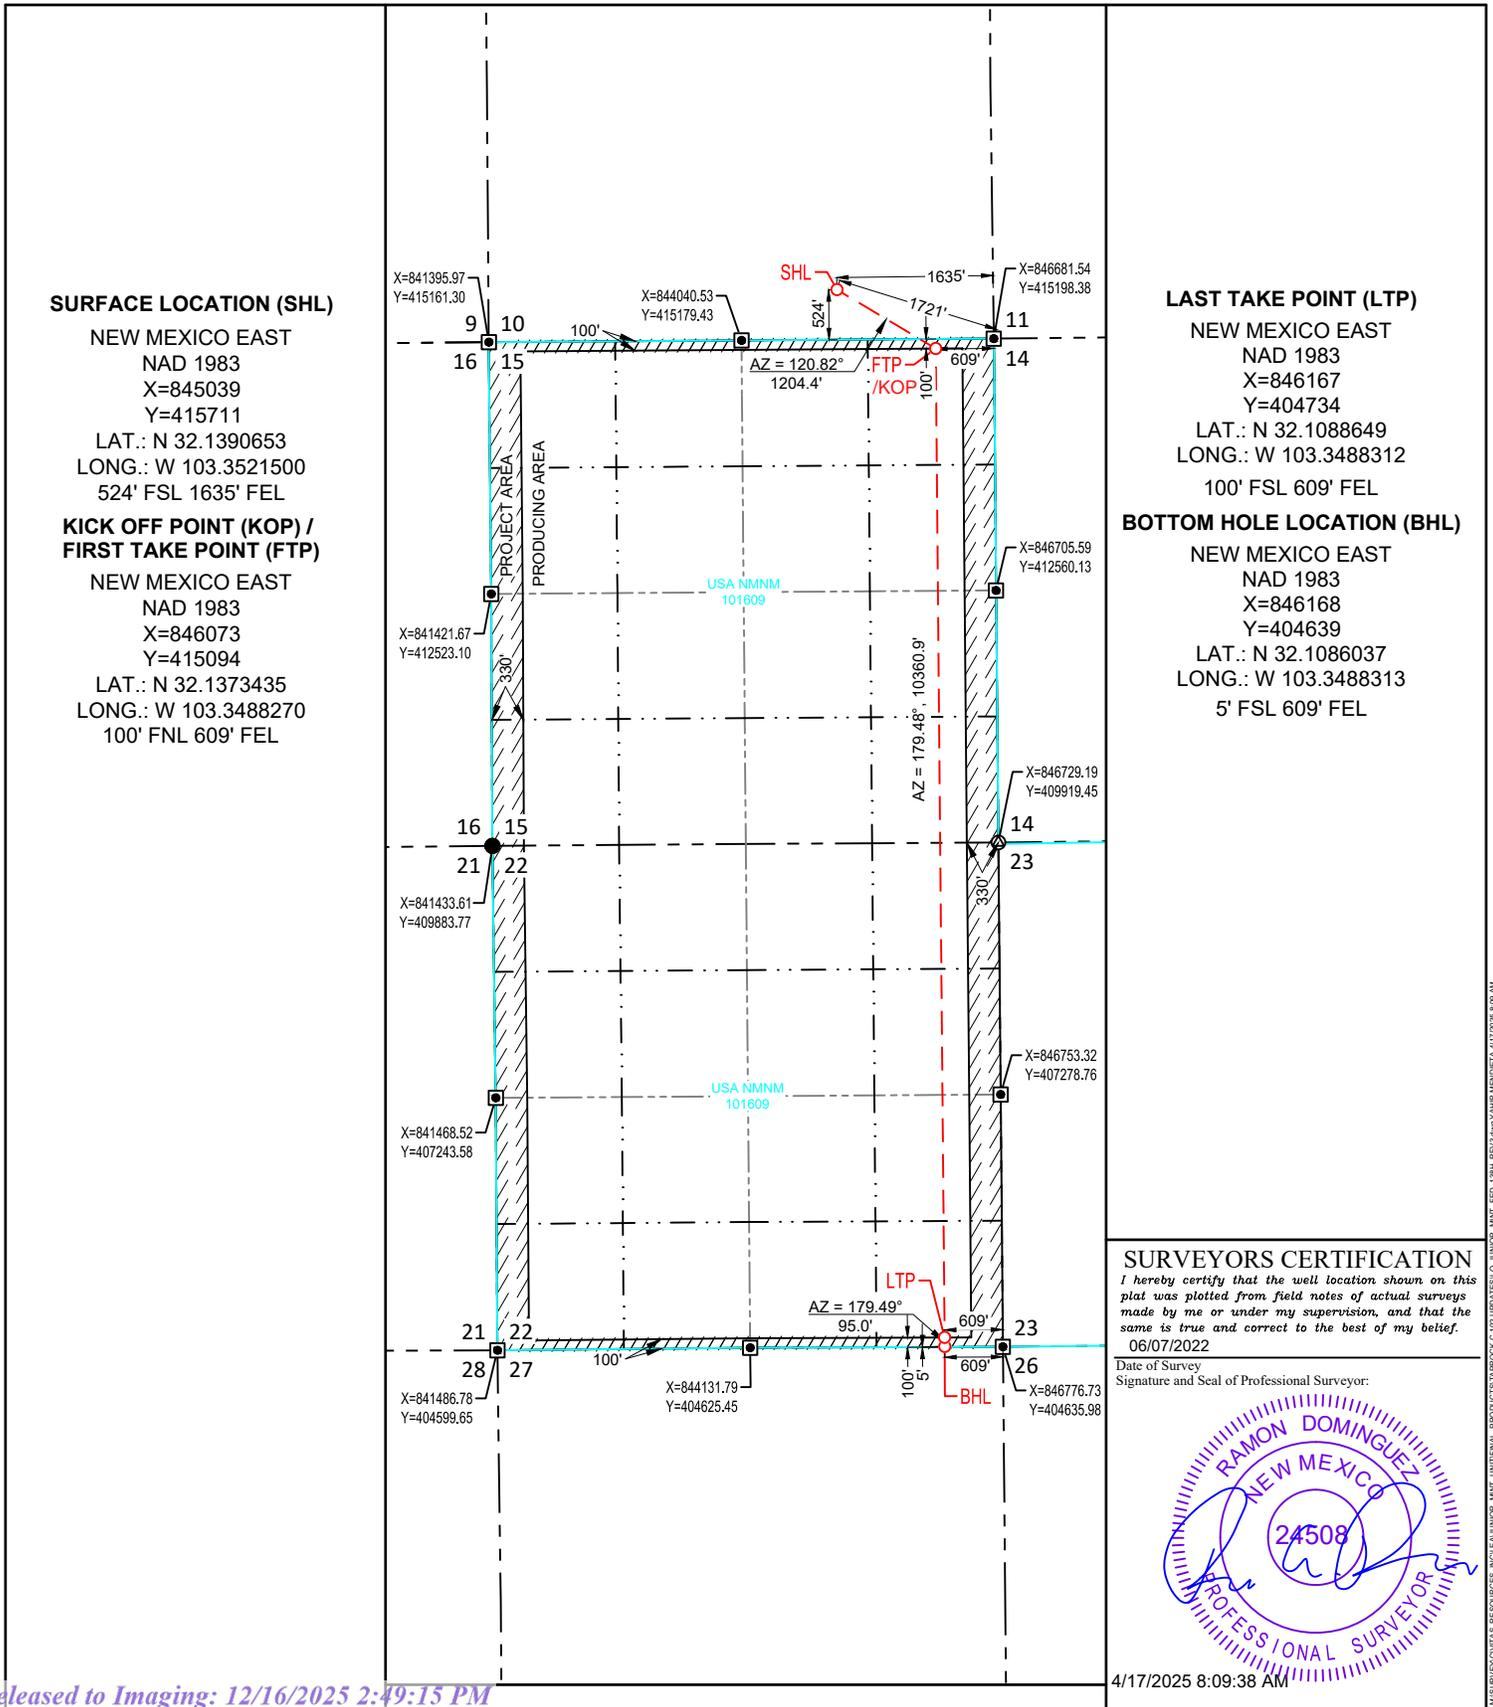 SURFACE LOCATION (SHL)
NEW MEXICO EAST
NAD 1983
X=845039
Y=415711
LAT.: N 32.1390653
LONG.: W 103.3521500
524' FSL 1635' FEL
KICK OFF POINT (KOP) /
FIRST TAKE POINT (FTP)
NEW MEXICO EAST
NAD 1983
X=846073
Y=415094
LAT.: N 32.1373435
LONG.: W 103.3488270
100' FNL 609' FEL
X=841395.97
Y=415161.30
X=844040.53
Y=415179.43
SHL
1635'
1721'
524'
X=846681.54
Y=415198.38
9 10
16 15
100'
11
14
AZ = 120.82°
1204.4'
FTP
/KOP
100'
609'
PROJECT AREA
PRODUCING AREA
USA NMNM
101609
X=846705.59
Y=412560.13
X=841421.67
Y=412523.10
330'
AZ = 179.48°, 10360.9'
X=846729.19
Y=409919.45
16 15
21 22
14
23
330'
X=841433.61
Y=409883.77
X=846753.32
Y=407278.76
USA NMNM
101609
X=841468.52
Y=407243.58
LTP
AZ = 179.49°
95.0'
609'
21 22
28 27
23
26
100'
100'
5'
609'
BHL
X=841486.78
Y=404599.65
X=844131.79
Y=404625.45
X=846776.73
Y=404635.98
LAST TAKE POINT (LTP)
NEW MEXICO EAST
NAD 1983
X=846167
Y=404734
LAT.: N 32.1088649
LONG.: W 103.3488312
100' FSL 609' FEL
BOTTOM HOLE LOCATION (BHL)
NEW MEXICO EAST
NAD 1983
X=846168
Y=404639
LAT.: N 32.1086037
LONG.: W 103.3488313
5' FSL 609' FEL
SURVEYORS CERTIFICATION
I hereby certify that the well location shown on this
plat was plotted from field notes of actual surveys
made by me or under my supervision, and that the
same is true and correct to the best of my belief.
06/07/2022
Date of Survey
Signature and Seal of Professional Surveyor:
RAMON DOMINGUEZ
NEW MEXICO
24508
PROFESSIONAL SURVEYOR
4/17/2025 8:09:38 AM
eleased to Imaging: 12/16/2025 2:49:15 PM